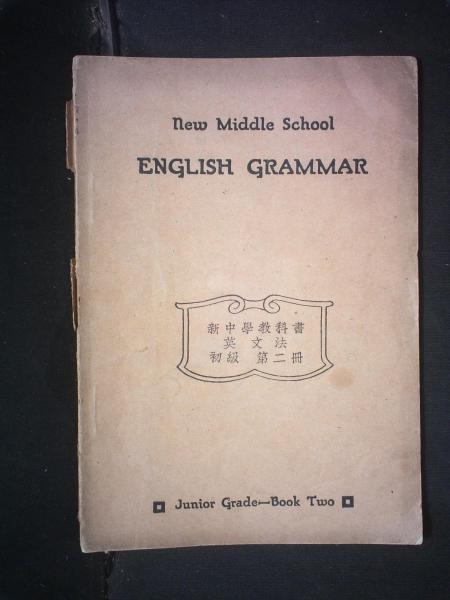 New Middle School
ENGLISH GRAMMAR
新中學教科書
英文法
初級 第二冊
Junior Grade—Book Two